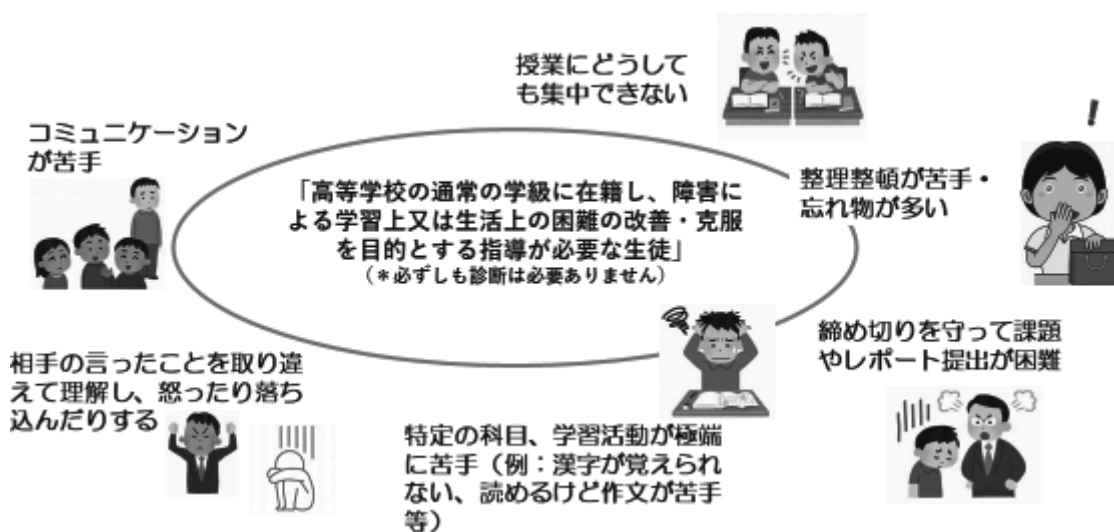 授業にどうして
も集中できない
コミュニケーション
が苦手
!
整理整頓が苦手・
忘れ物が多い
「高等学校の通常の学級に在籍し、障害に
よる学習上又は生活上の困難の改善・克服
を目的とする指導が必要な生徒」
（＊必ずしも診断は必要ありません）
締め切りを守って課題
やレポート提出が困難
相手の言ったことを取り違
えて理解し、怒ったり落ち
込んだりする
特定の科目、学習活動が極端
に苦手（例：漢字が覚えられ
ない、読めるけど作文が苦手
等）